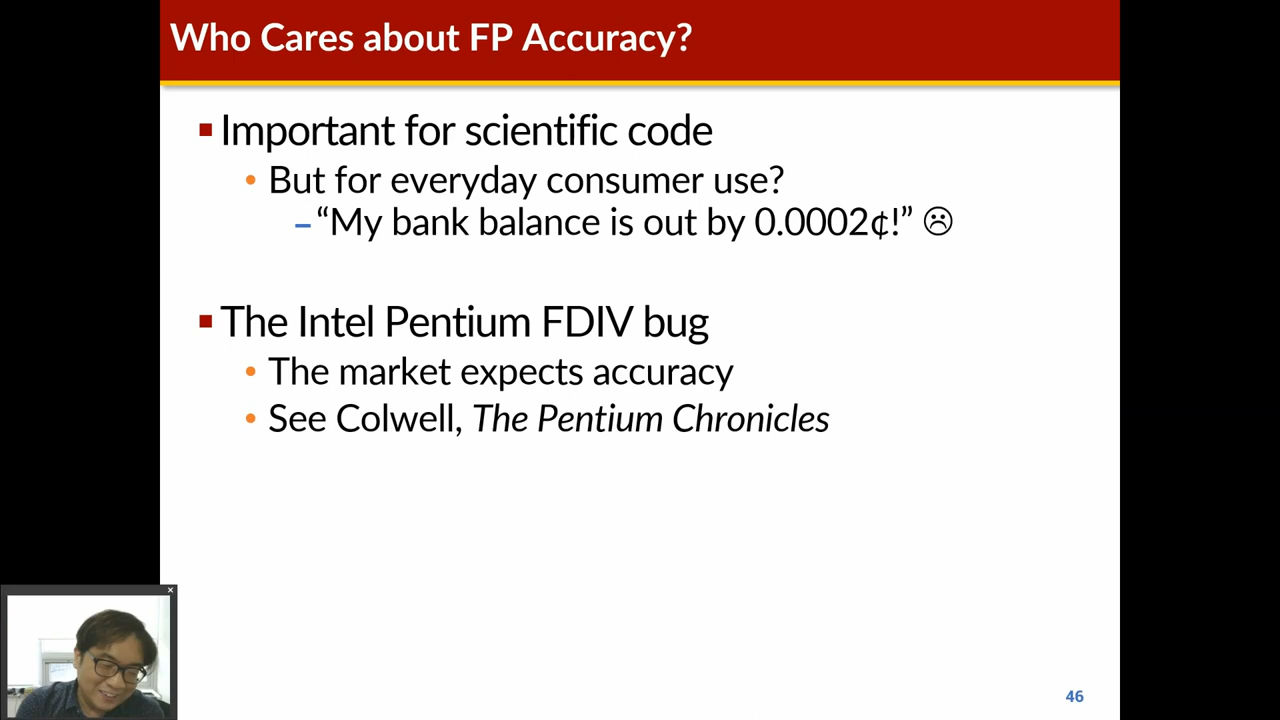 Who Cares about FP Accuracy?
▪ Important for scientific code
• But for everyday consumer use?
– “My bank balance is out by 0.0002¢!” ☹
▪ The Intel Pentium FDIV bug
• The market expects accuracy
• See Colwell, The Pentium Chronicles
46